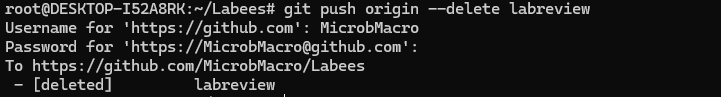 root@DESKTOP-I52A8RK:~/Labees# git push origin --delete labreview
Username for 'https://github.com': MicrobMacro
Password for 'https://MicrobMacro@github.com':
To https://github.com/MicrobMacro/Labees
 - [deleted]         labreview